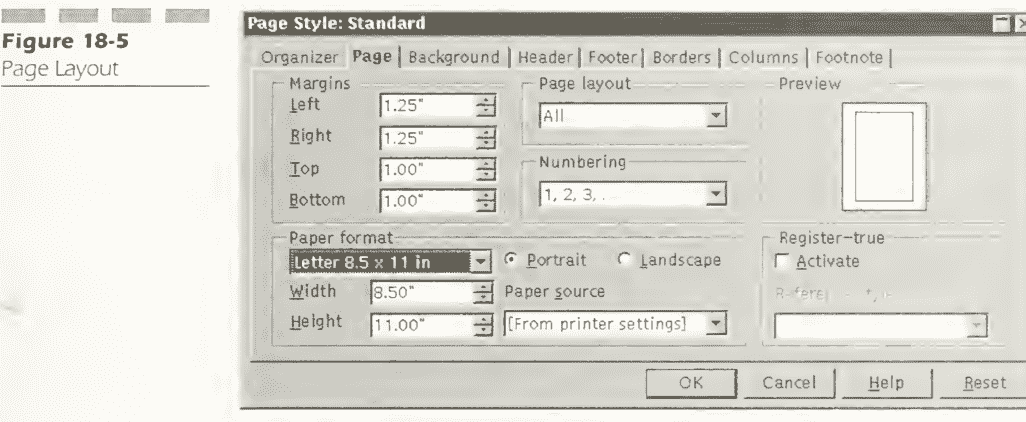 Figure 18-5
Page Layout
Page Style: Standard
Organizer Page Background Header Footer Borders Columns Footnote
Margins
Left 1.25"
Right 1.25"
Top 1.00"
Bottom 1.00"
Page layout
All
Numbering
1, 2, 3, .
Preview
Paper format
Letter 8.5 x 11 in
Portrait Landscape
Width 8.50"
Height 11.00"
Paper source
[From printer settings]
Register-true
Activate
OK Cancel Help Reset